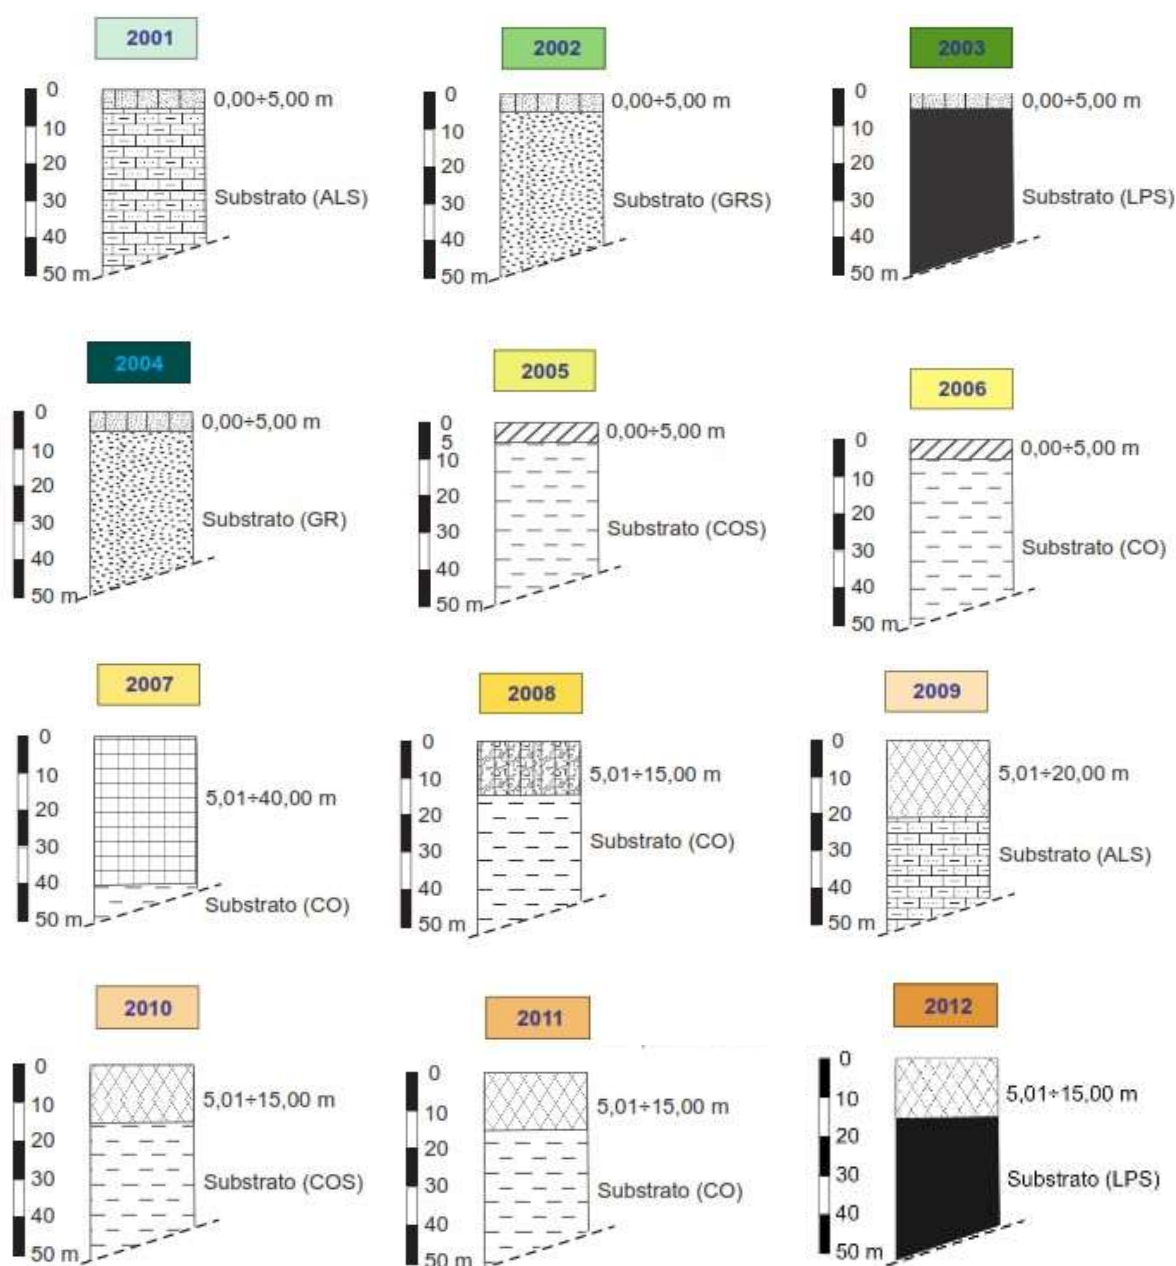 2001
0
10
20
30
40
50 m
0,00÷5,00 m
Substrato (ALS)
2002
0
10
20
30
40
50 m
0,00÷5,00 m
Substrato (GRS)
2003
0
10
20
30
40
50 m
0,00÷5,00 m
Substrato (LPS)
2004
0
10
20
30
40
50 m
0,00÷5,00 m
Substrato (GR)
2005
0
5
10
20
30
40
50 m
0,00÷5,00 m
Substrato (COS)
2006
0
10
20
30
40
50 m
0,00÷5,00 m
Substrato (CO)
2007
0
10
20
30
40
50 m
5,01÷40,00 m
Substrato (CO)
2008
0
10
20
30
40
50 m
5,01÷15,00 m
Substrato (CO)
2009
0
10
20
30
40
50 m
5,01÷20,00 m
Substrato (ALS)
2010
0
10
20
30
40
50 m
5,01÷15,00 m
Substrato (COS)
2011
0
10
20
30
40
50 m
5,01÷15,00 m
Substrato (CO)
2012
0
10
20
30
40
50 m
5,01÷15,00 m
Substrato (LPS)